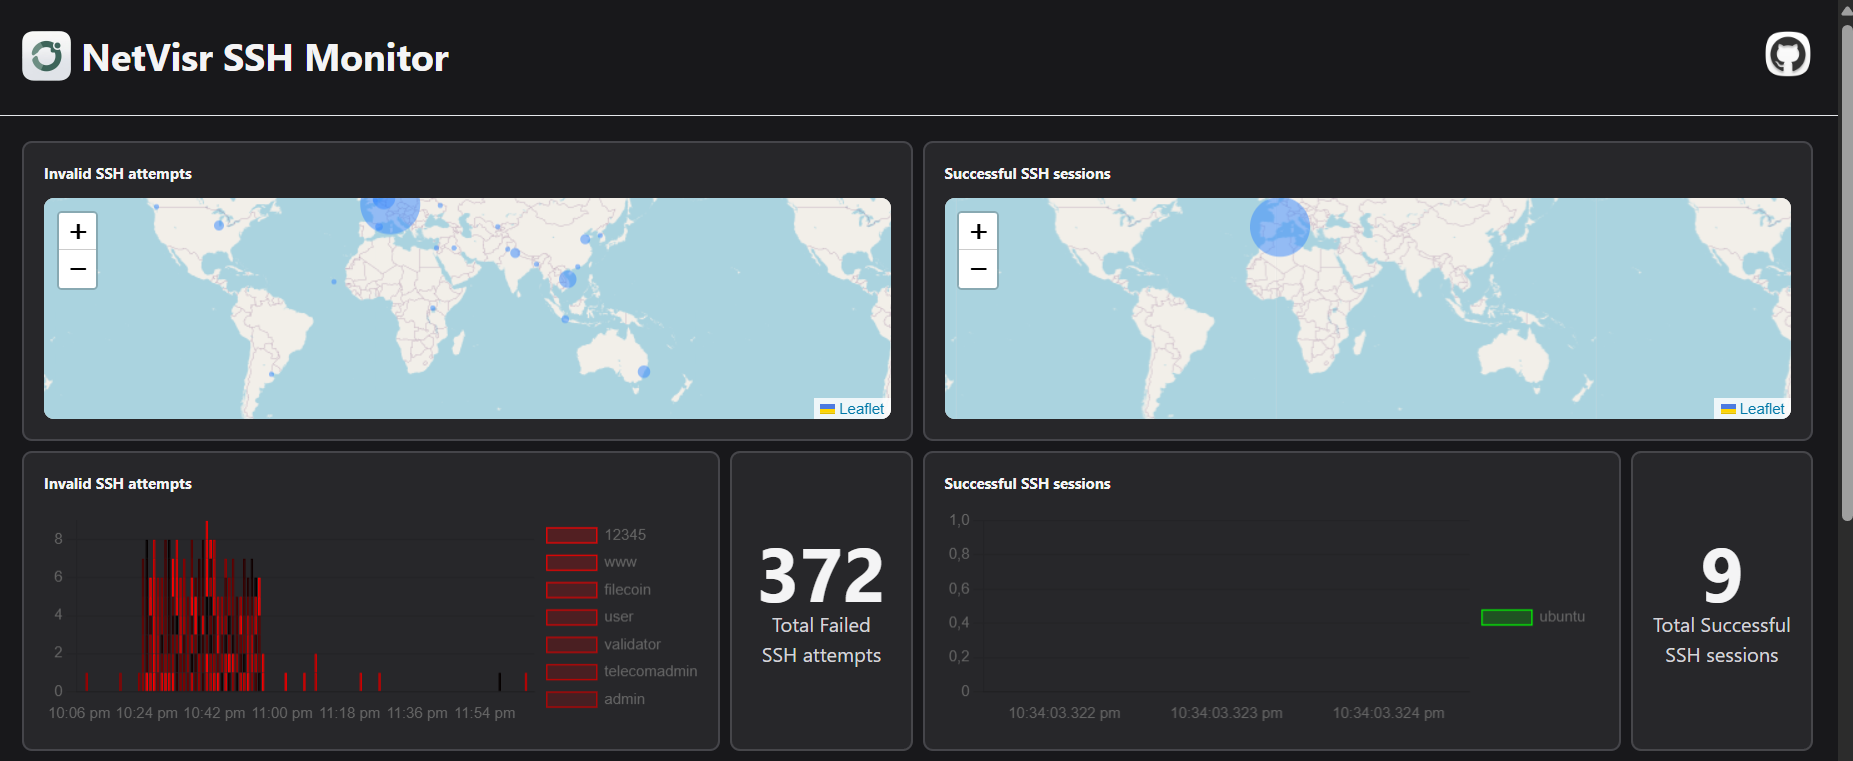 NetVisr SSH Monitor
Invalid SSH attempts
+
−
Leaflet
Successful SSH sessions
+
−
Leaflet
Invalid SSH attempts
8
6
4
2
0
10:06 pm 10:24 pm 10:42 pm 11:00 pm 11:18 pm 11:36 pm 11:54 pm
12345
www
filecoin
user
validator
telecomadmin
admin
372
Total Failed
SSH attempts
Successful SSH sessions
1,0
0,8
0,6
0,4
0,2
0
10:34:03.322 pm 10:34:03.323 pm 10:34:03.324 pm
ubuntu
9
Total Successful
SSH sessions